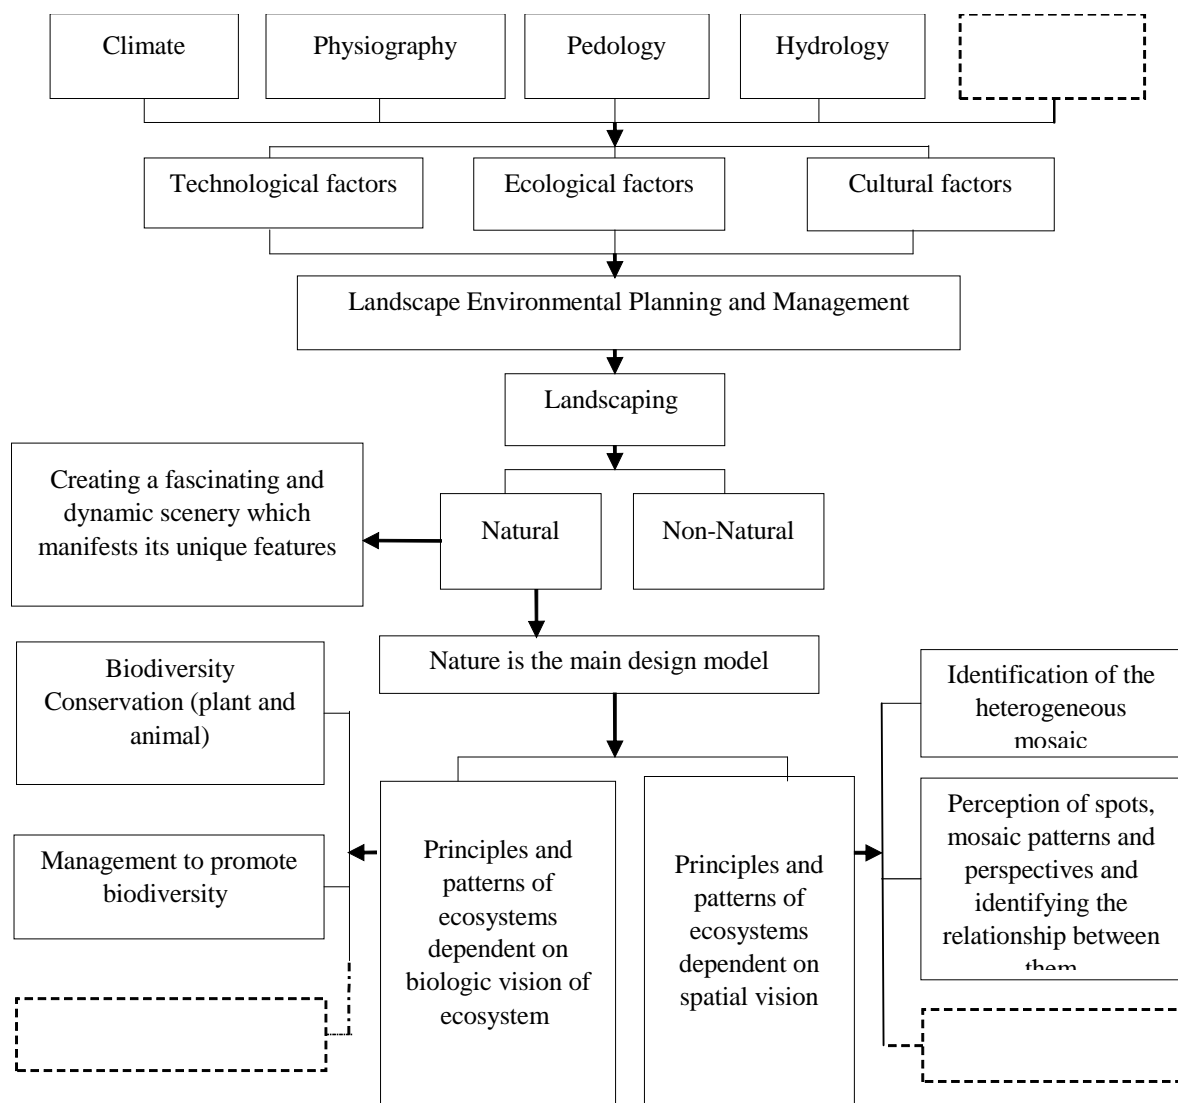 Climate
Physiography
Pedology
Hydrology
Technological factors
Ecological factors
Cultural factors
Landscape Environmental Planning and Management
Landscaping
Creating a fascinating and
dynamic scenery which
manifests its unique features
Natural
Non-Natural
Nature is the main design model
Biodiversity
Conservation (plant and
animal)
Identification of the
heterogeneous
mosaic
Management to promote
biodiversity
Principles and
patterns of
ecosystems
dependent on
biologic vision of
ecosystem
Principles and
patterns of
ecosystems
dependent on
spatial vision
Perception of spots,
mosaic patterns and
perspectives and
identifying the
relationship between
them